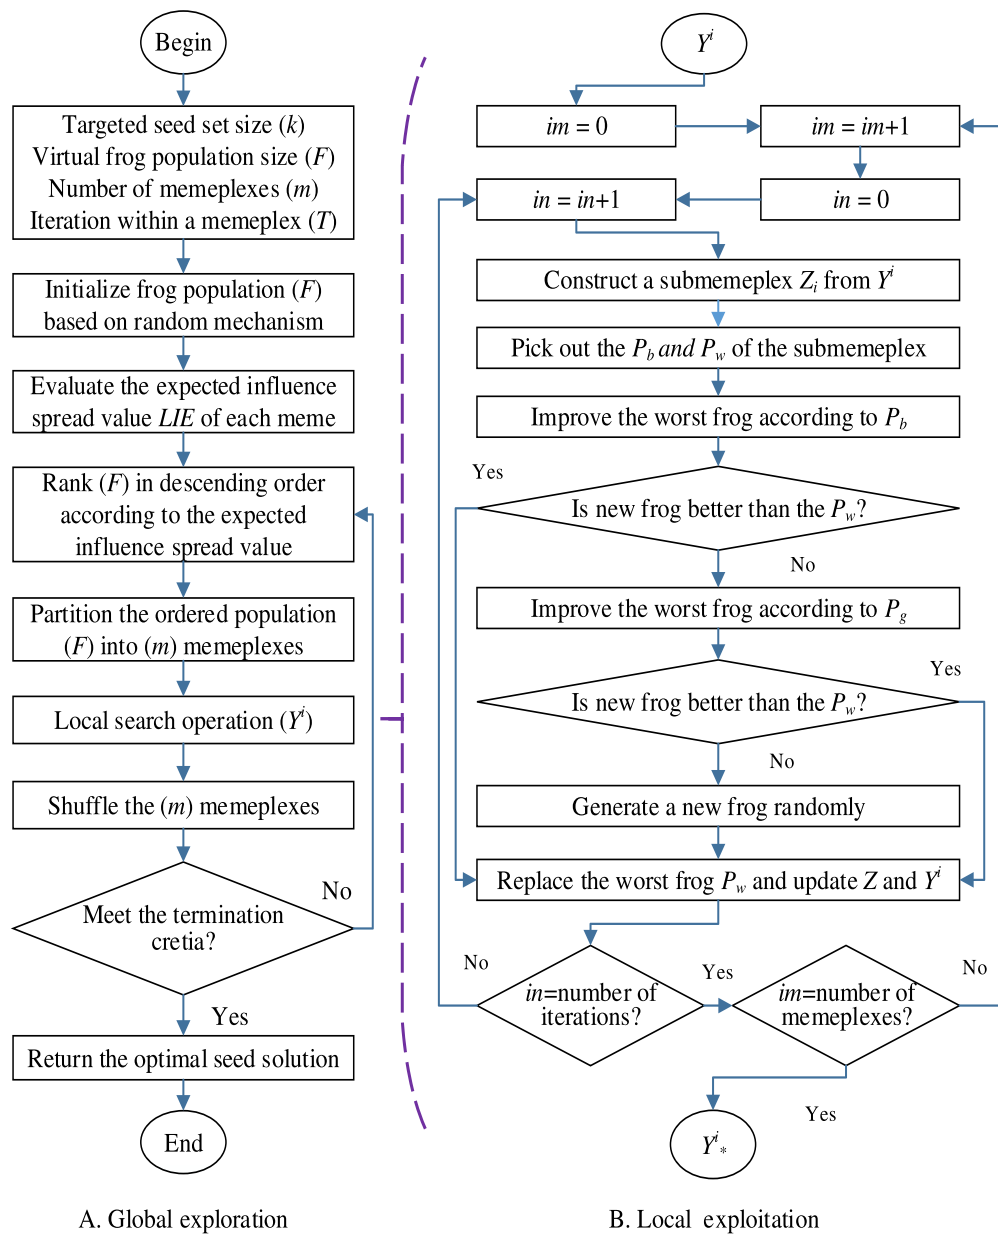 Begin
Targeted seed set size (k)
Virtual frog population size (F)
Number of memeplexes (m)
Iteration within a memeplex (T)
Initialize frog population (F)
based on random mechanism
Evaluate the expected influence
spread value LIE of each meme
Rank (F) in descending order
according to the expected
influence spread value
Partition the ordered population
(F) into (m) memeplexes
Local search operation (Yⁱ)
Shuffle the (m) memeplexes
No
Meet the termination
cretia?
Yes
Return the optimal seed solution
End
A. Global exploration
Yⁱ
im = 0
im = im+1
in = in+1
in = 0
Construct a submemeplex Zᵢ from Yⁱ
Pick out the P_b and P_w of the submemeplex
Improve the worst frog according to P_b
Yes
Is new frog better than the P_w?
No
Improve the worst frog according to P_g
Yes
Is new frog better than the P_w?
No
Generate a new frog randomly
Replace the worst frog P_w and update Z and Yⁱ
No
in=number of
iterations?
Yes
im=number of
memeplexes?
No
Yes
Yⁱ*
B. Local exploitation